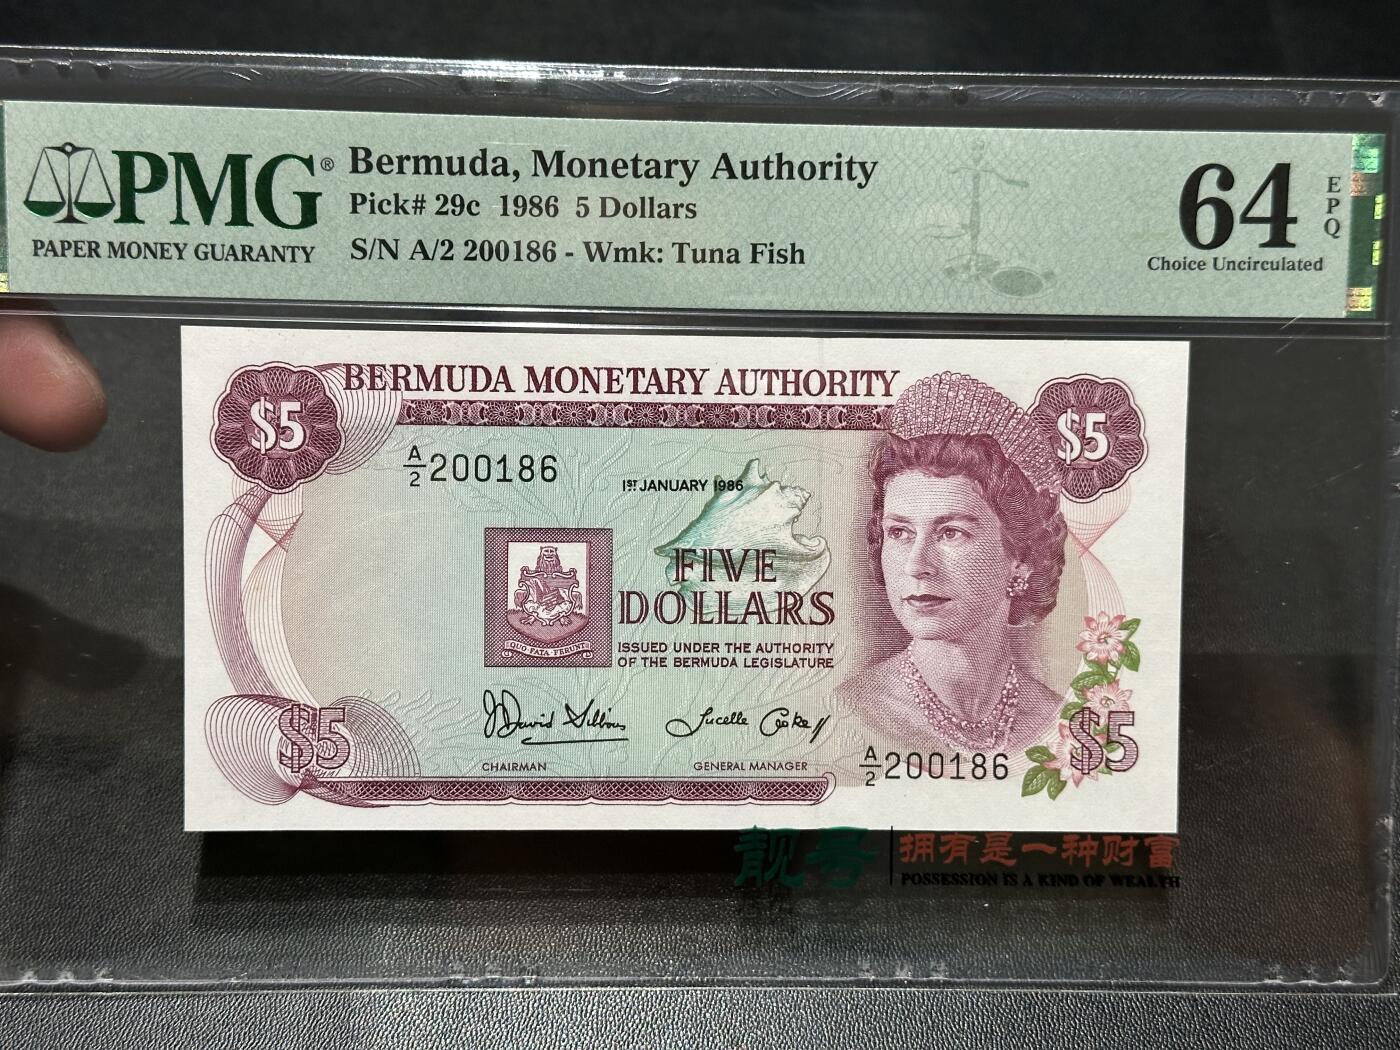 PMG®
PAPER MONEY GUARANTY
Bermuda, Monetary Authority
Pick# 29c 1986 5 Dollars
S/N A/2 200186 - Wmk: Tuna Fish
64
EPQ
Choice Uncirculated
BERMUDA MONETARY AUTHORITY
$5
$5
A/2 200186
1ST JANUARY 1986
FIVE
DOLLARS
ISSUED UNDER THE AUTHORITY
OF THE BERMUDA LEGISLATURE
QUO FATA FERUNT
CHAIRMAN
GENERAL MANAGER
$5
A/2 200186
$5
靓号
拥有是一种财富
POSSESSION IS A KIND OF WEALTH